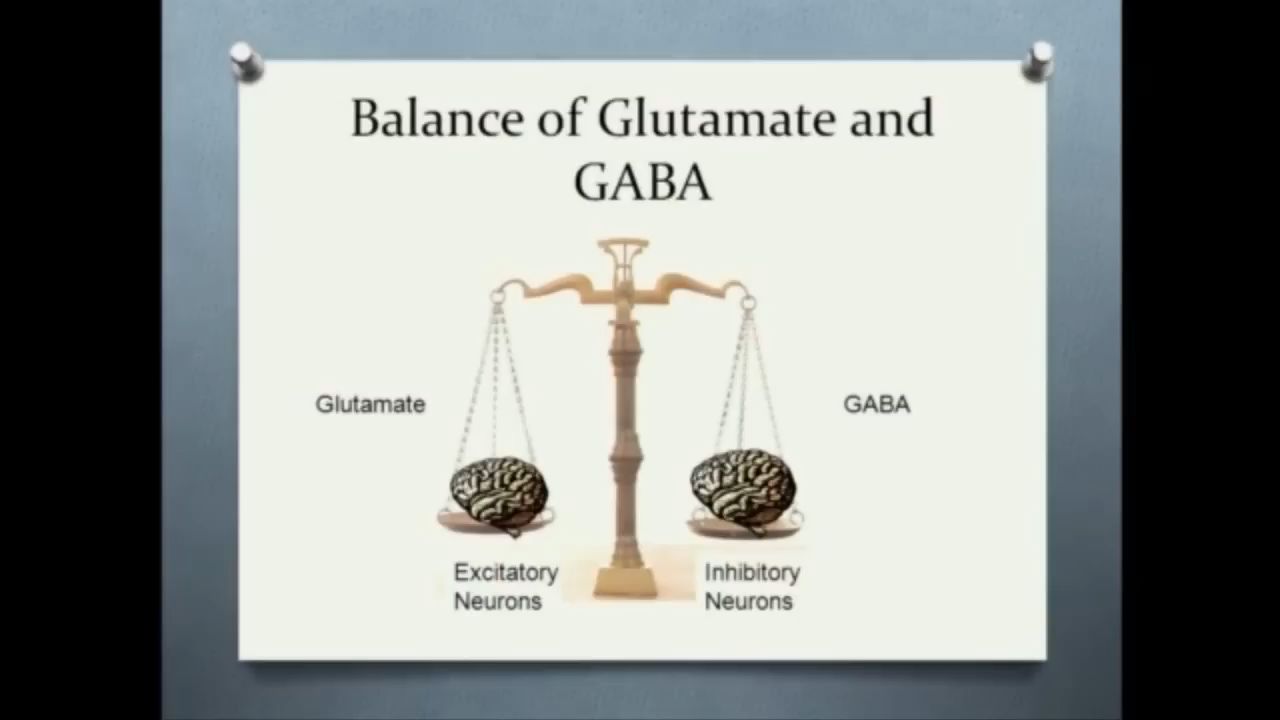 Balance of Glutamate and
GABA
Glutamate
GABA
Excitatory
Neurons
Inhibitory
Neurons